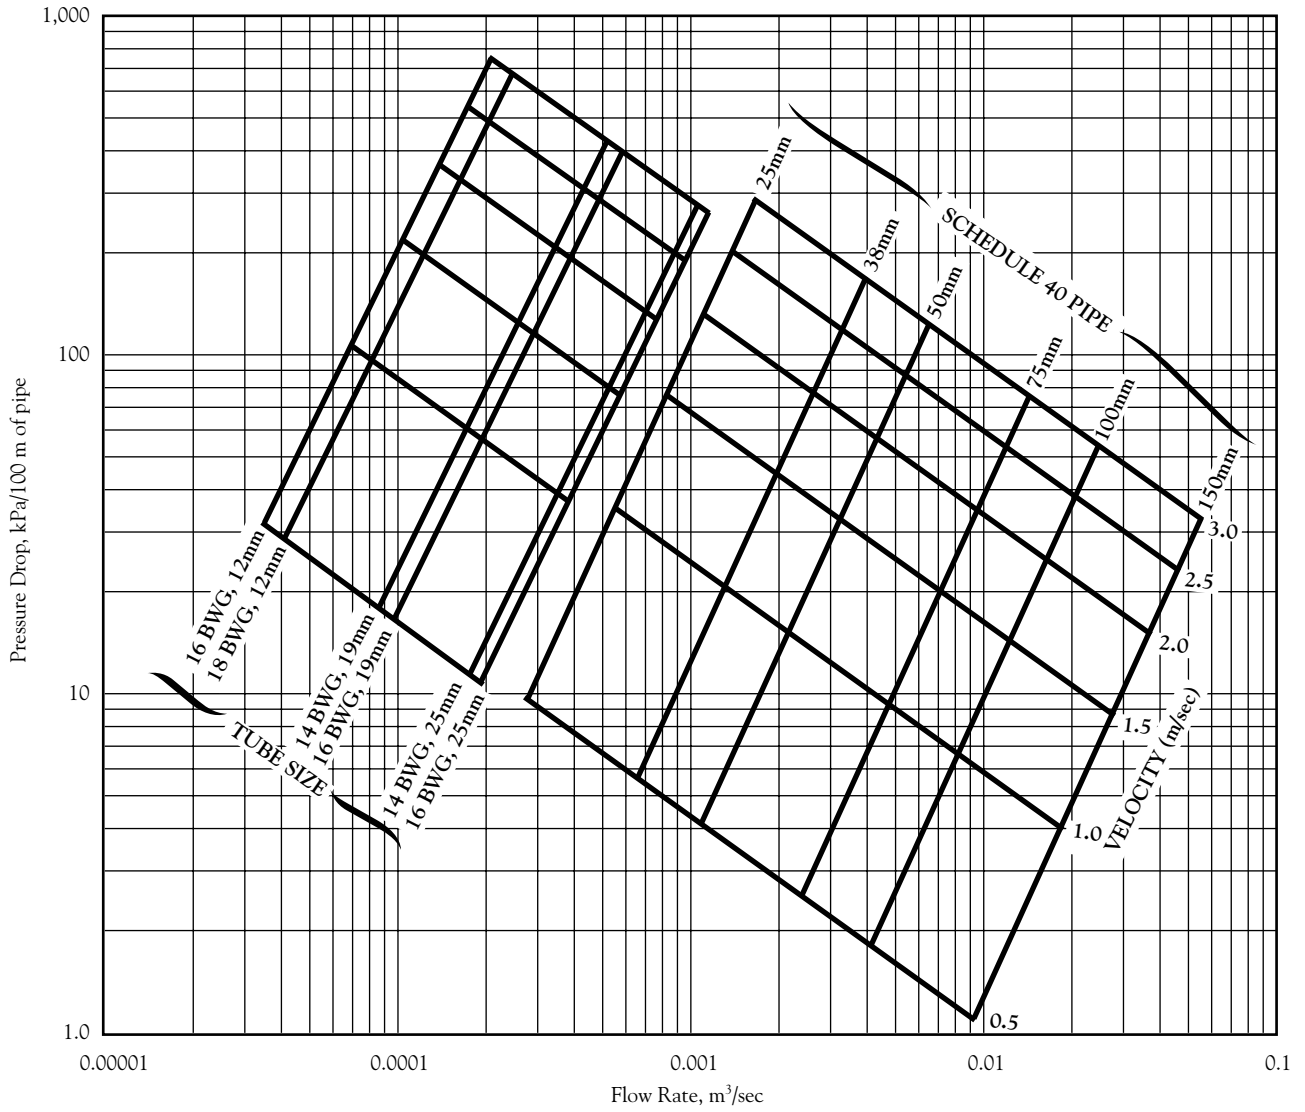 1,000
100
10
1.0
Pressure Drop, kPa/100 m of pipe
0.00001
0.0001
0.001
0.01
0.1
Flow Rate, m³/sec
25mm
38mm
50mm
75mm
100mm
150mm
SCHEDULE 40 PIPE
3.0
2.5
2.0
1.5
1.0
0.5
VELOCITY (m/sec)
16 BWG, 12mm
18 BWG, 12mm
14 BWG, 19mm
16 BWG, 19mm
14 BWG, 25mm
16 BWG, 25mm
TUBE SIZE